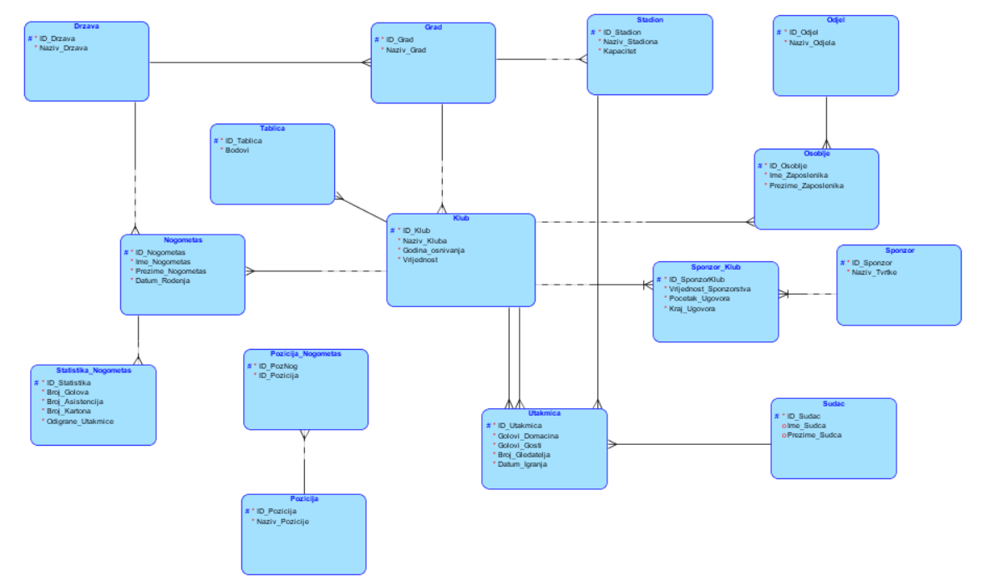 Drzava
# * ID_Drzava
* Naziv_Drzava
Grad
# * ID_Grad
* Naziv_Grad
Stadion
# * ID_Stadion
* Naziv_Stadiona
* Kapacitet
Odjel
# * ID_Odjel
* Naziv_Odjela
Tablica
# * ID_Tablica
* Bodovi
Osoblje
# * ID_Osoblje
* Ime_Zaposlenika
* Prezime_Zaposlenika
Klub
# * ID_Klub
* Naziv_Kluba
* Godina_osnivanja
* Vrijednost
Nogometas
# * ID_Nogometas
* Ime_Nogometas
* Prezime_Nogometas
* Datum_Rodenja
Sponzor_Klub
# * ID_SponzorKlub
* Vrijednost_Sponzorstva
* Pocetak_Ugovora
* Kraj_Ugovora
Sponzor
# * ID_Sponzor
* Naziv_Tvrtke
Statistika_Nogometas
# * ID_Statistika
* Broj_Golova
* Broj_Asistencija
* Broj_Kartona
* Odigrane_Utakmice
Pozicija_Nogometas
# * ID_PozNog
* ID_Pozicija
Utakmica
# * ID_Utakmica
* Golovi_Domacina
* Golovi_Gosti
* Broj_Gledatelja
* Datum_Igranja
Sudac
# * ID_Sudac
o Ime_Sudca
o Prezime_Sudca
Pozicija
# * ID_Pozicija
* Naziv_Pozicije